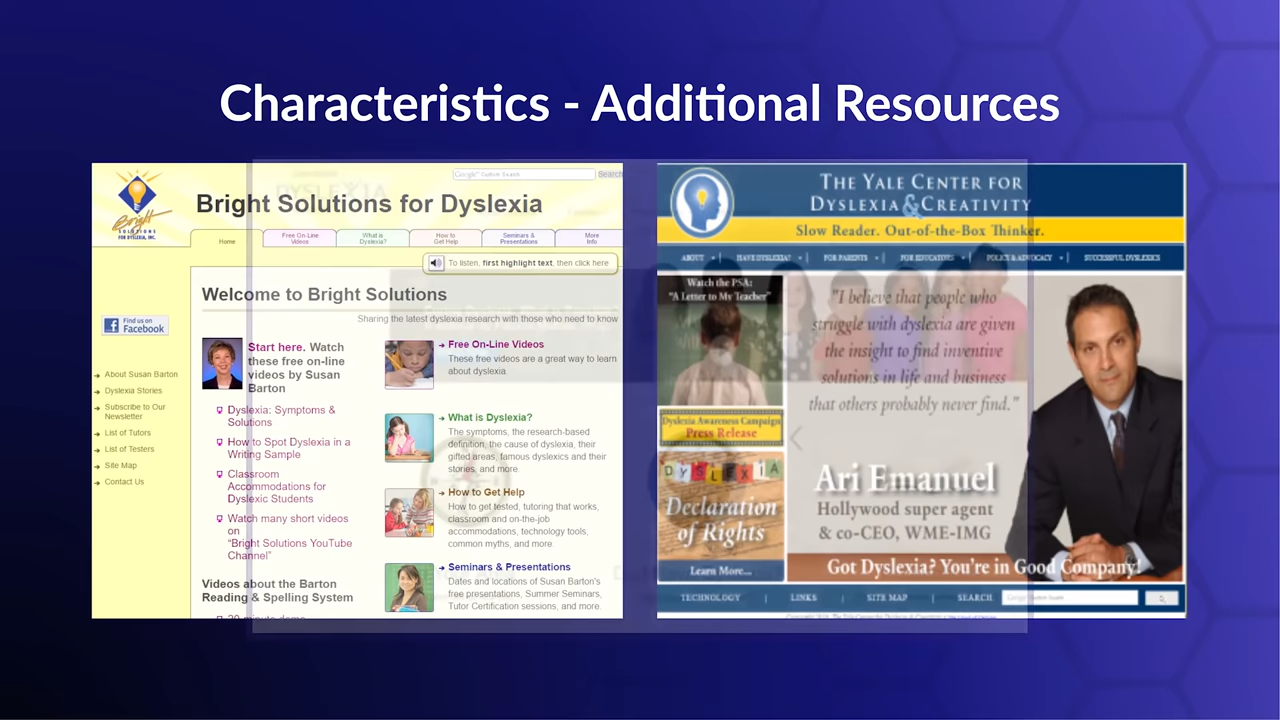 Characteristics - Additional Resources
Bright
SOLUTIONS
FOR DYSLEXIA, INC.
Google Custom Search
Search
Bright Solutions for Dyslexia
Home
Free On-Line
Videos
What is
Dyslexia?
How to
Get Help
Seminars &
Presentations
More
Info
To listen, first highlight text, then click here
Welcome to Bright Solutions
Sharing the latest dyslexia research with those who need to know
Find us on
Facebook
About Susan Barton
Dyslexia Stories
Subscribe to Our
Newsletter
List of Tutors
List of Testers
Site Map
Contact Us
Start here. Watch
these free on-line
videos by Susan
Barton
Dyslexia: Symptoms &
Solutions
How to Spot Dyslexia in a
Writing Sample
Classroom
Accommodations for
Dyslexic Students
Watch many short videos
on
"Bright Solutions YouTube
Channel"
Videos about the Barton
Reading & Spelling System
Free On-Line Videos
These free videos are a great way to learn
about dyslexia.
What is Dyslexia?
The symptoms, the research-based
definition, the cause of dyslexia, their
gifted areas, famous dyslexics and their
stories, and more.
How to Get Help
How to get tested, tutoring that works,
classroom and on-the-job
accommodations, technology tools,
common myths, and more.
Seminars & Presentations
Dates and locations of Susan Barton's
free presentations, Summer Seminars,
Tutor Certification sessions, and more.
THE YALE CENTER FOR
DYSLEXIA & CREATIVITY
Slow Reader. Out-of-the-Box Thinker.
ABOUT
HAVE DYSLEXIA?
FOR PARENTS
FOR EDUCATORS
POLICY & ADVOCACY
SUCCESSFUL DYSLEXICS
Watch the PSA:
"A Letter to My Teacher"
Dyslexia Awareness Campaign
Press Release
DYSLEXIA
Declaration
of Rights
Learn More...
"I believe that people who
struggle with dyslexia are given
the insight to find inventive
solutions in life and business
that others probably never find."
Ari Emanuel
Hollywood super agent
& co-CEO, WME-IMG
Got Dyslexia? You're in Good Company!
TECHNOLOGY | LINKS | SITE MAP | SEARCH